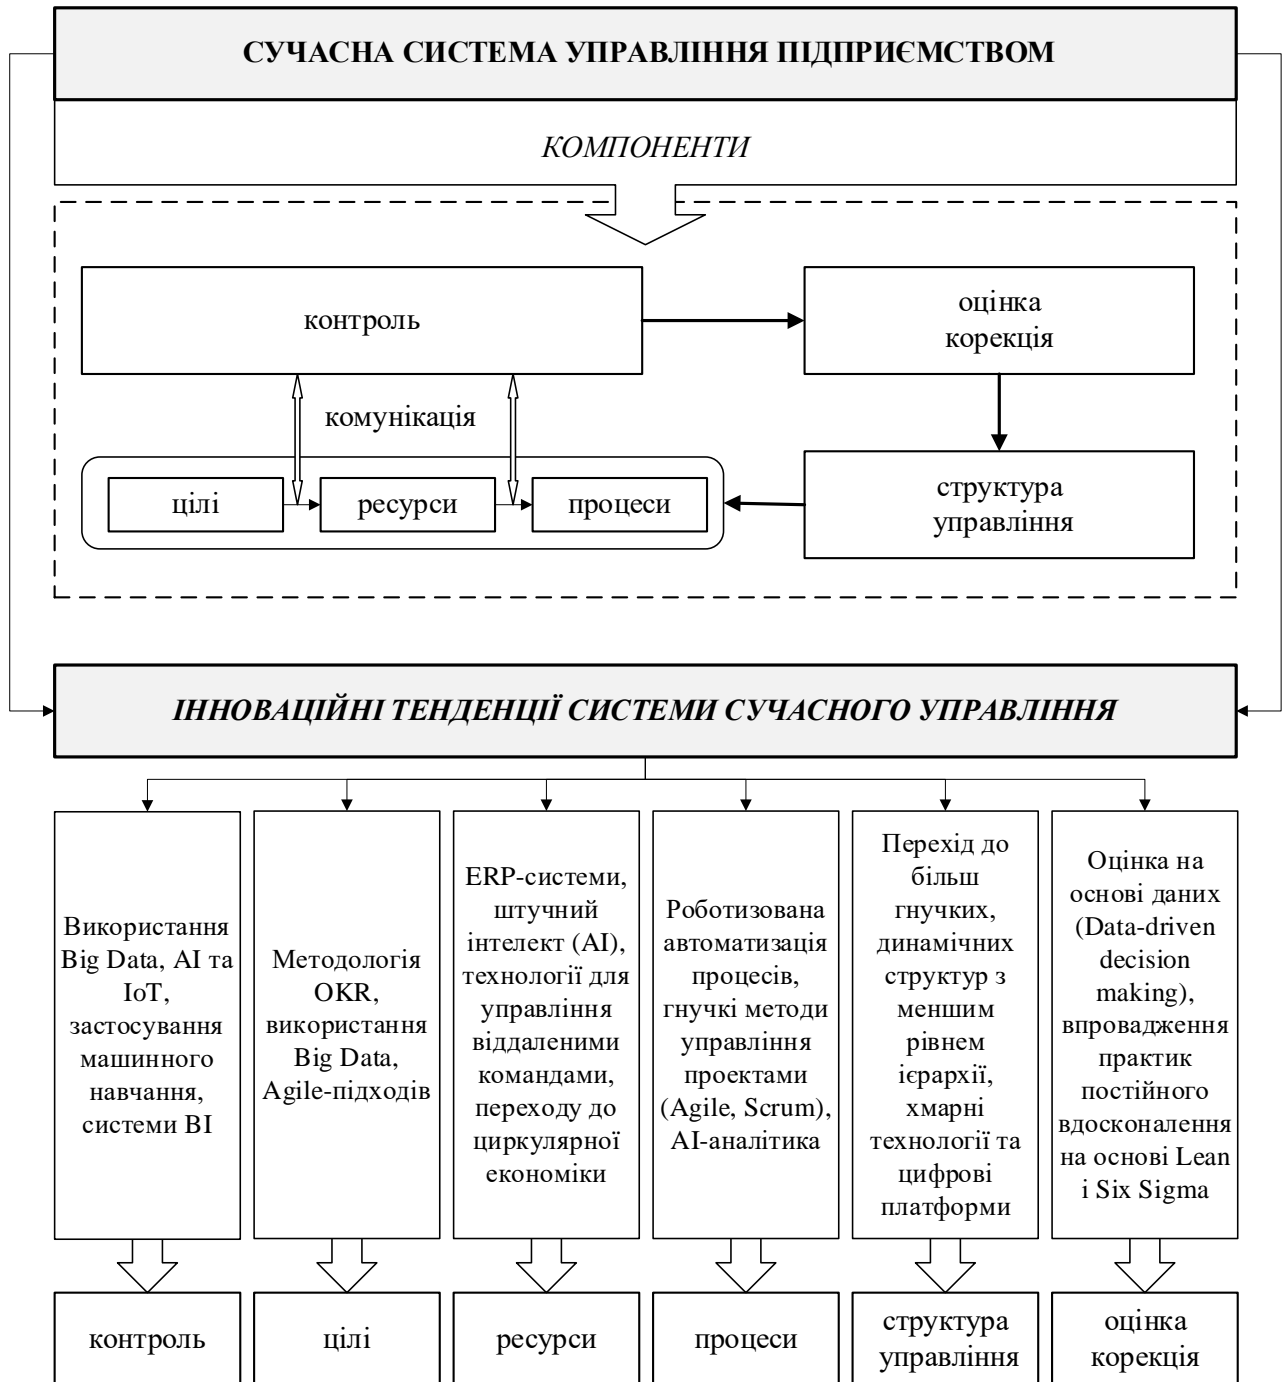 СУЧАСНА СИСТЕМА УПРАВЛІННЯ ПІДПРИЄМСТВОМ
КОМПОНЕНТИ
контроль
оцінка
корекція
комунікація
цілі
ресурси
процеси
структура
управління
ІННОВАЦІЙНІ ТЕНДЕНЦІЇ СИСТЕМИ СУЧАСНОГО УПРАВЛІННЯ
Використання
Big Data, AI та
IoT,
застосування
машинного
навчання,
системи BI
Методологія
OKR,
використання
Big Data,
Agile-підходів
ERP-системи,
штучний
інтелект (AI),
технології для
управління
віддаленими
командами,
переходу до
циркулярної
економіки
Роботизована
автоматизація
процесів,
гнучкі методи
управління
проектами
(Agile, Scrum),
AI-аналітика
Перехід до
більш
гнучких,
динамічних
структур з
меншим
рівнем
ієрархії,
хмарні
технології та
цифрові
платформи
Оцінка на
основі даних
(Data-driven
decision
making),
впровадження
практик
постійного
вдосконалення
на основі Lean
і Six Sigma
контроль
цілі
ресурси
процеси
структура
управління
оцінка
корекція